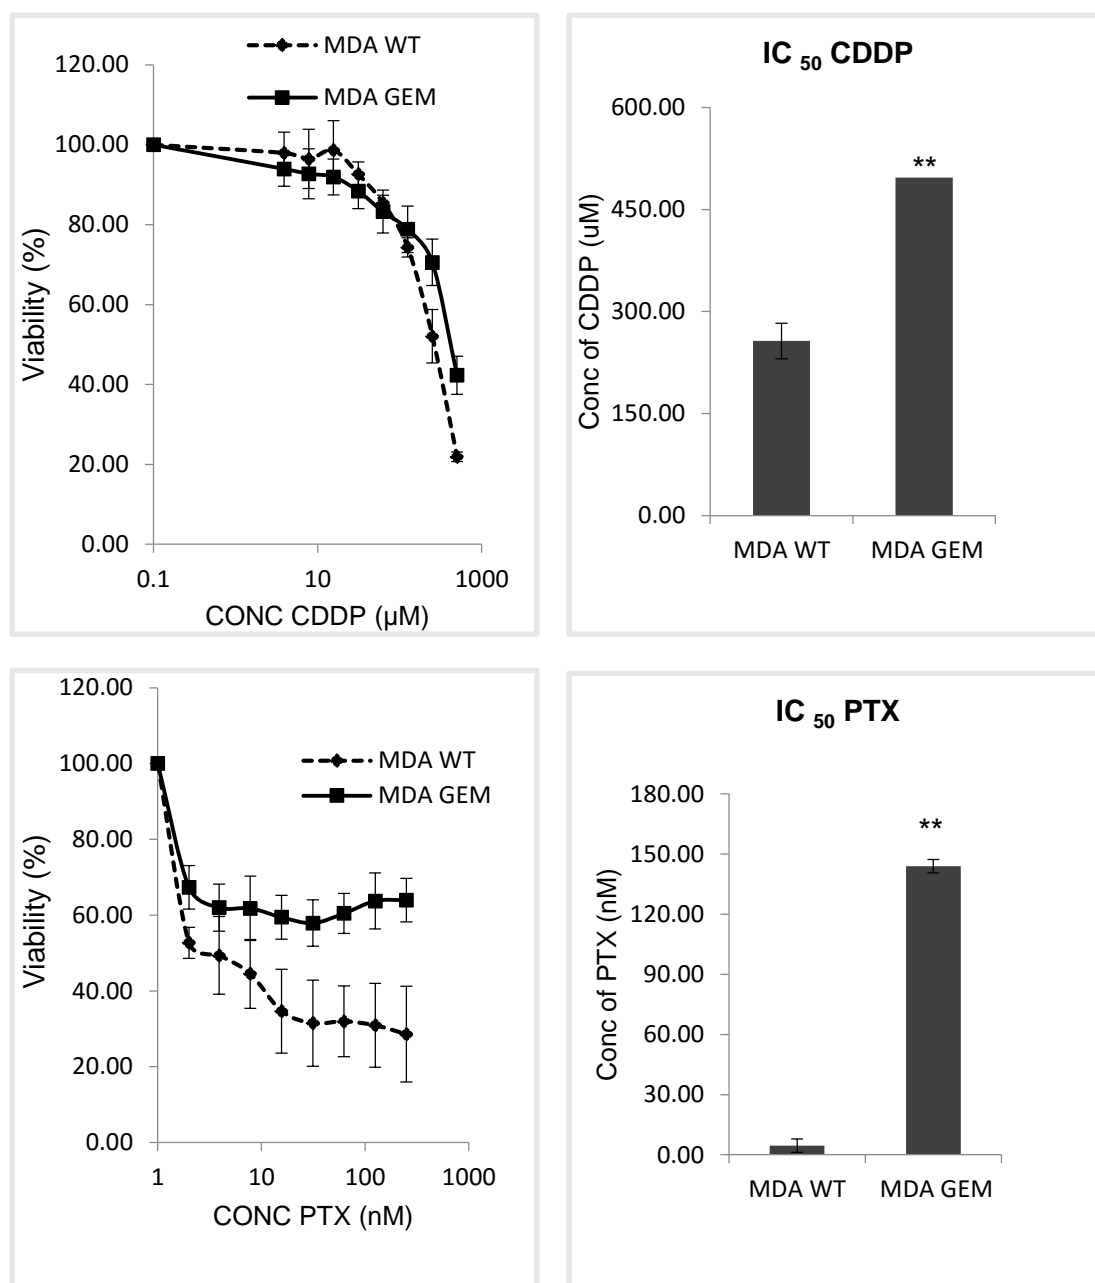 MDA WT
MDA GEM
120.00
100.00
80.00
60.00
40.00
20.00
0.00
Viability (%)
0.1 10 1000
CONC CDDP (µM)
IC 50 CDDP
600.00
450.00
300.00
150.00
0.00
Conc of CDDP (uM)
**
MDA WT MDA GEM
120.00
100.00
80.00
60.00
40.00
20.00
0.00
Viability (%)
MDA WT
MDA GEM
1 10 100 1000
CONC PTX (nM)
IC 50 PTX
180.00
150.00
120.00
90.00
60.00
30.00
0.00
Conc of PTX (nM)
**
MDA WT MDA GEM